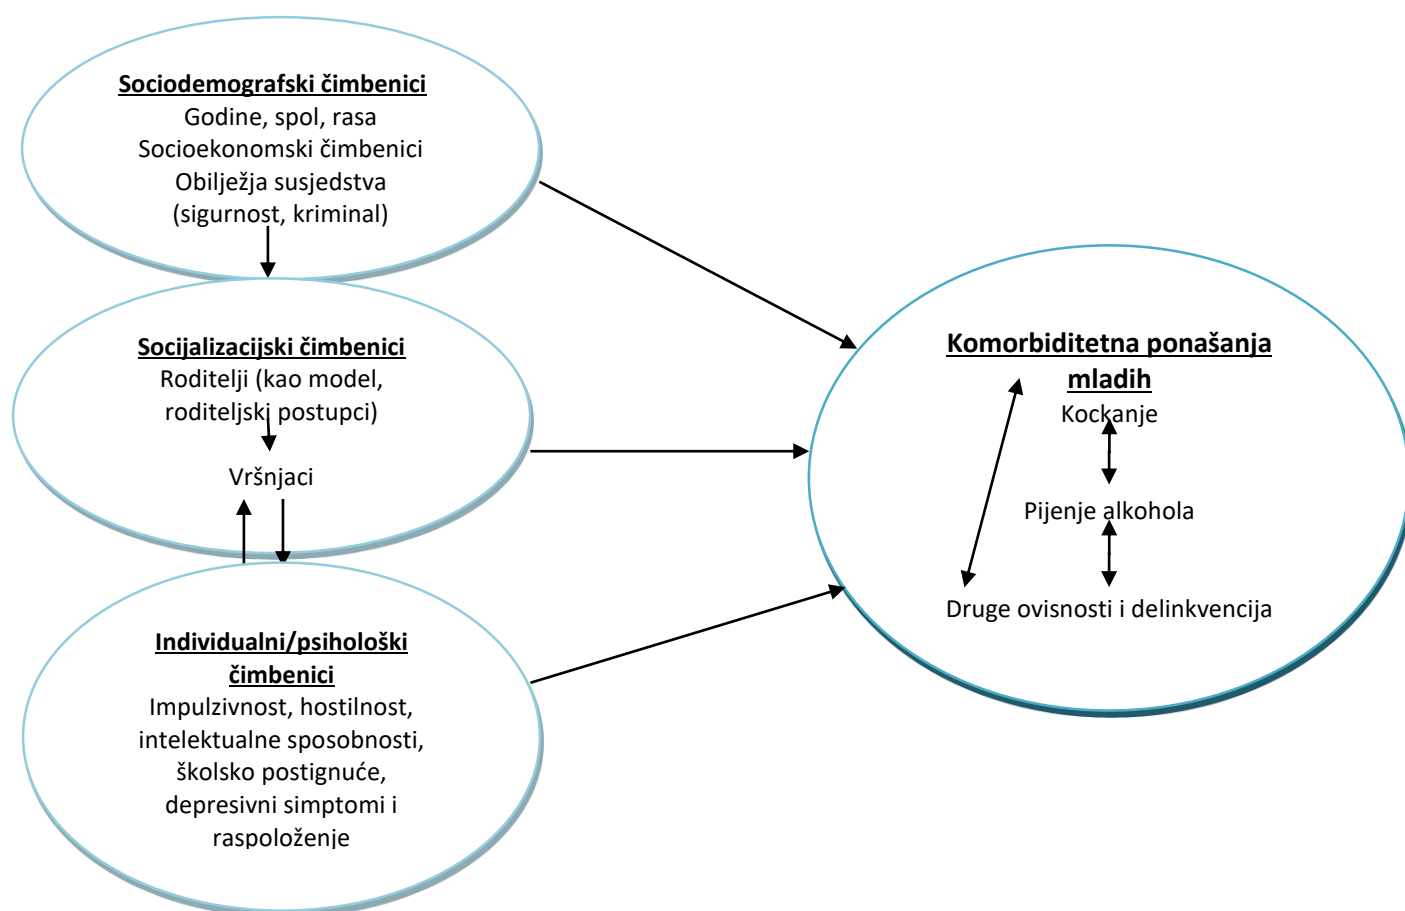 Sociodemografski čimbenici
Godine, spol, rasa
Socioekonomski čimbenici
Obilježja susjedstva
(sigurnost, kriminal)
Socijalizacijski čimbenici
Roditelji (kao model,
roditeljski postupci)
Vršnjaci
Individualni/psihološki
čimbenici
Impulzivnost, hostilnost,
intelektualne sposobnosti,
školsko postignuće,
depresivni simptomi i
raspoloženje
Komorbiditetna ponašanja
mladih
Kockanje
Pijenje alkohola
Druge ovisnosti i delinkvencija